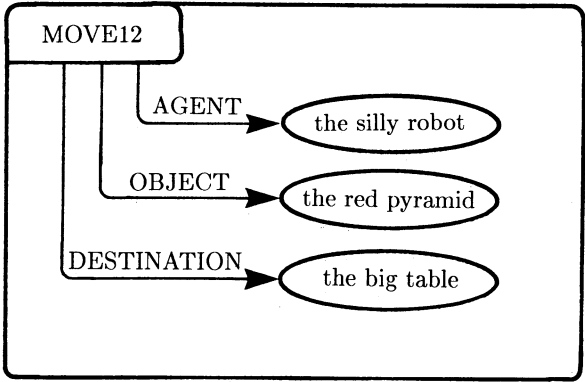 MOVE12
AGENT
the silly robot
OBJECT
the red pyramid
DESTINATION
the big table